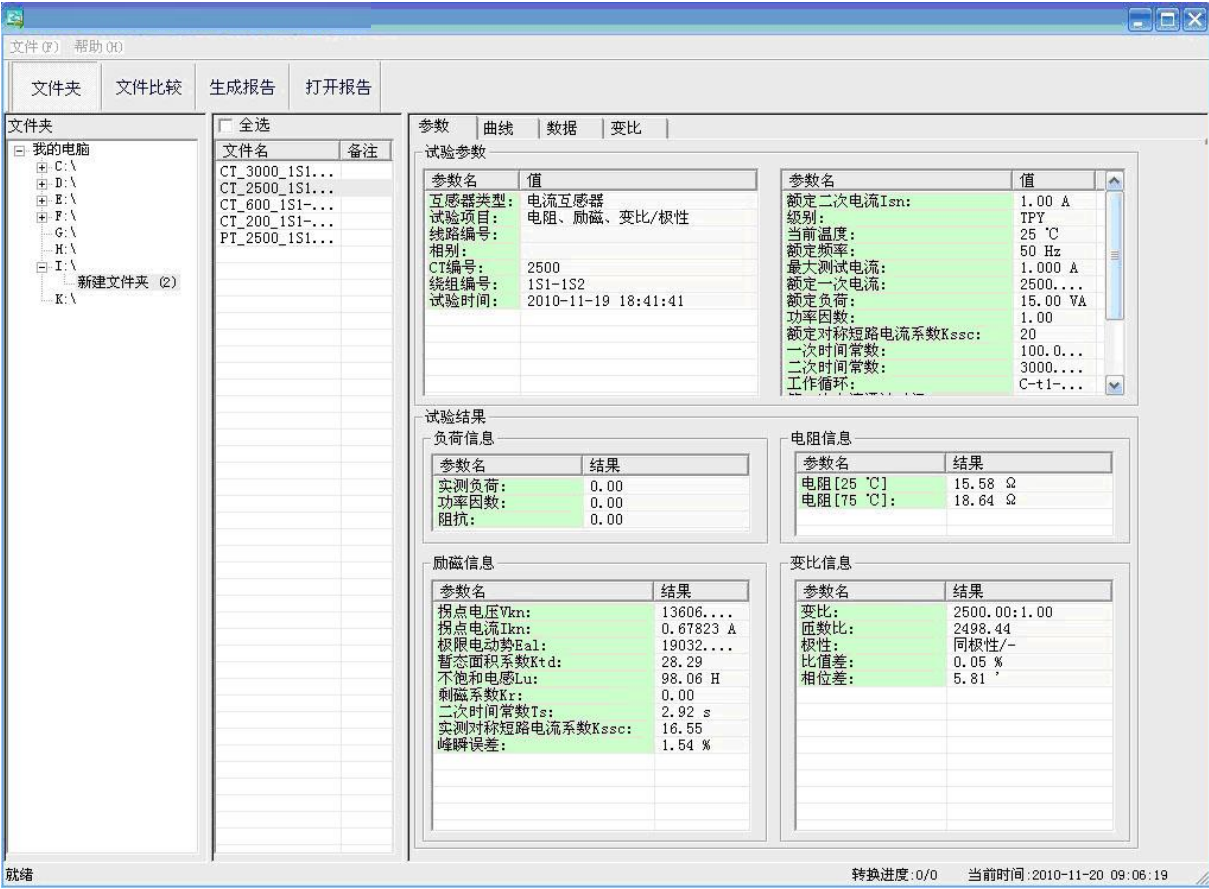 文件(F) 帮助(H)
文件夹 文件比较 生成报告 打开报告
文件夹
我的电脑
C:\
D:\
E:\
F:\
G:\
H:\
I:\
新建文件夹 (2)
K:\
全选
文件名 备注
CT_3000_1S1...
CT_2500_1S1...
CT_600_1S1-...
CT_200_1S1-...
PT_2500_1S1...
参数 曲线 数据 变比
试验参数
参数名 值
互感器类型: 电流互感器
试验项目: 电阻、励磁、变比/极性
线路编号:
相别:
CT编号: 2500
绕组编号: 1S1-1S2
试验时间: 2010-11-19 18:41:41
参数名 值
额定二次电流Isn: 1.00 A
级别: TPY
当前温度: 25 ℃
额定频率: 50 Hz
最大测试电流: 1.000 A
额定一次电流: 2500....
额定负荷: 15.00 VA
功率因数: 1.00
额定对称短路电流系数Kssc: 20
一次时间常数: 100.0...
二次时间常数: 3000....
工作循环: C-t1-...
试验结果
负荷信息
参数名 结果
实测负荷: 0.00
功率因数: 0.00
阻抗: 0.00
电阻信息
参数名 结果
电阻[25 ℃] 15.58 Ω
电阻[75 ℃]: 18.64 Ω
励磁信息
参数名 结果
拐点电压Vkn: 13606....
拐点电流Ikn: 0.67823 A
极限电动势Eal: 19032....
暂态面积系数Ktd: 28.29
不饱和电感Lu: 98.06 H
剩磁系数Kr: 0.00
二次时间常数Ts: 2.92 s
实测对称短路电流系数Kssc: 16.55
峰瞬误差: 1.54 %
变比信息
参数名 结果
变比: 2500.00:1.00
匝数比: 2498.44
极性: 同极性/-
比值差: 0.05 %
相位差: 5.81 '
就绪 转换进度:0/0 当前时间:2010-11-20 09:06:19